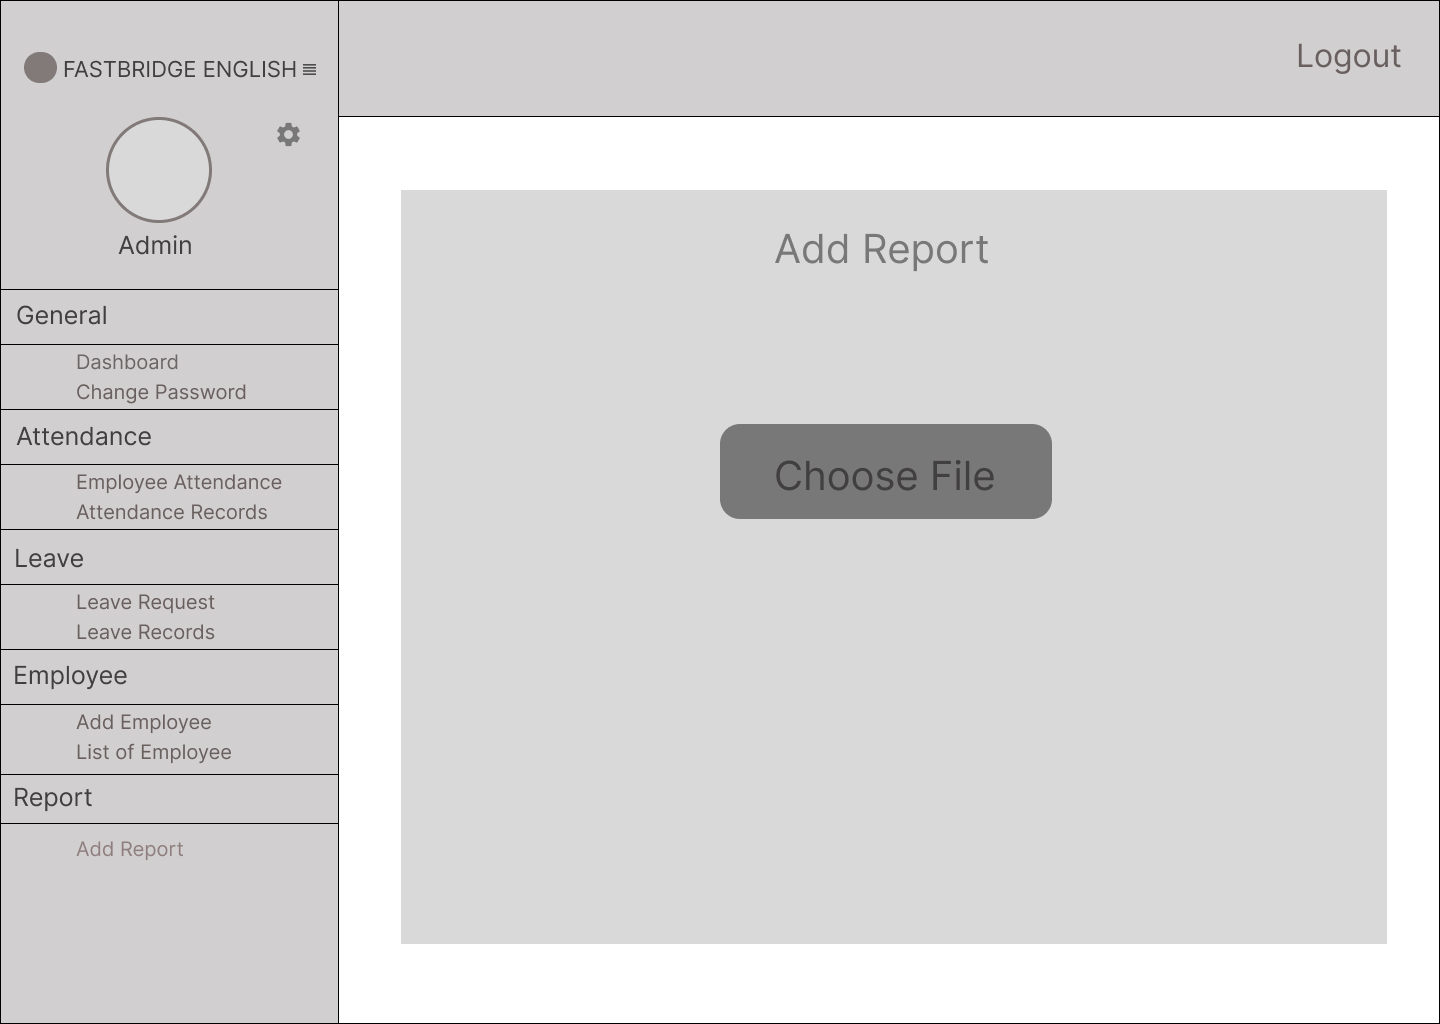 FASTBRIDGE ENGLISH
Admin
General
Dashboard
Change Password
Attendance
Employee Attendance
Attendance Records
Leave
Leave Request
Leave Records
Employee
Add Employee
List of Employee
Report
Add Report
Logout
Add Report
Choose File